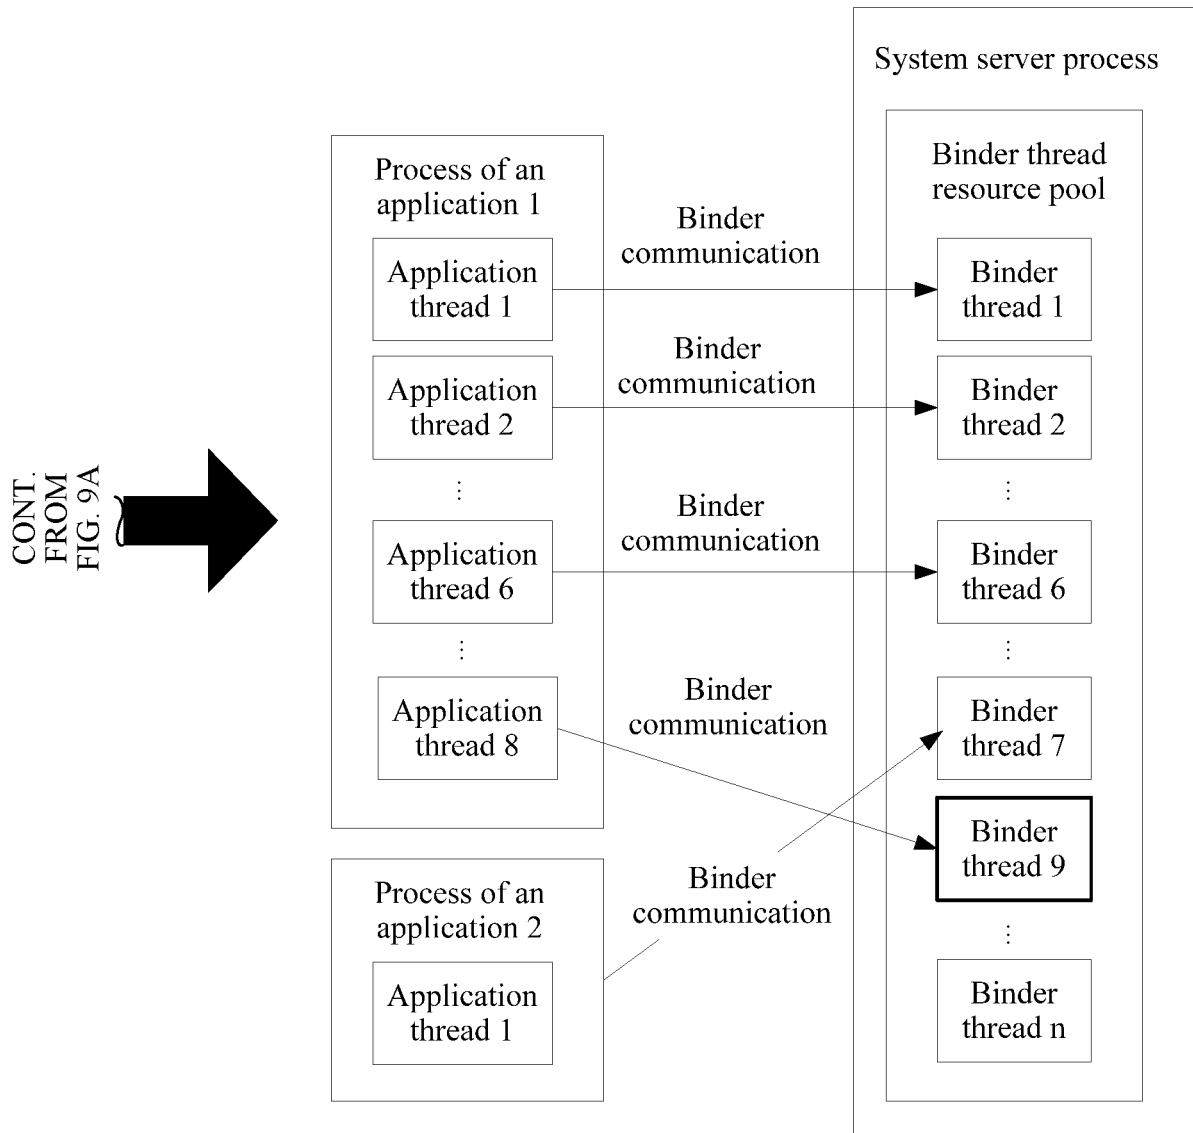 System server process
Process of an
application 1
Application
thread 1
Application
thread 2
⋮
Application
thread 6
⋮
Application
thread 8
Process of an
application 2
Application
thread 1
Binder
communication
Binder
communication
Binder
communication
Binder
communication
Binder
communication
Binder thread
resource pool
Binder
thread 1
Binder
thread 2
⋮
Binder
thread 6
⋮
Binder
thread 7
Binder
thread 9
⋮
Binder
thread n
CONT.
FROM
FIG. 9A